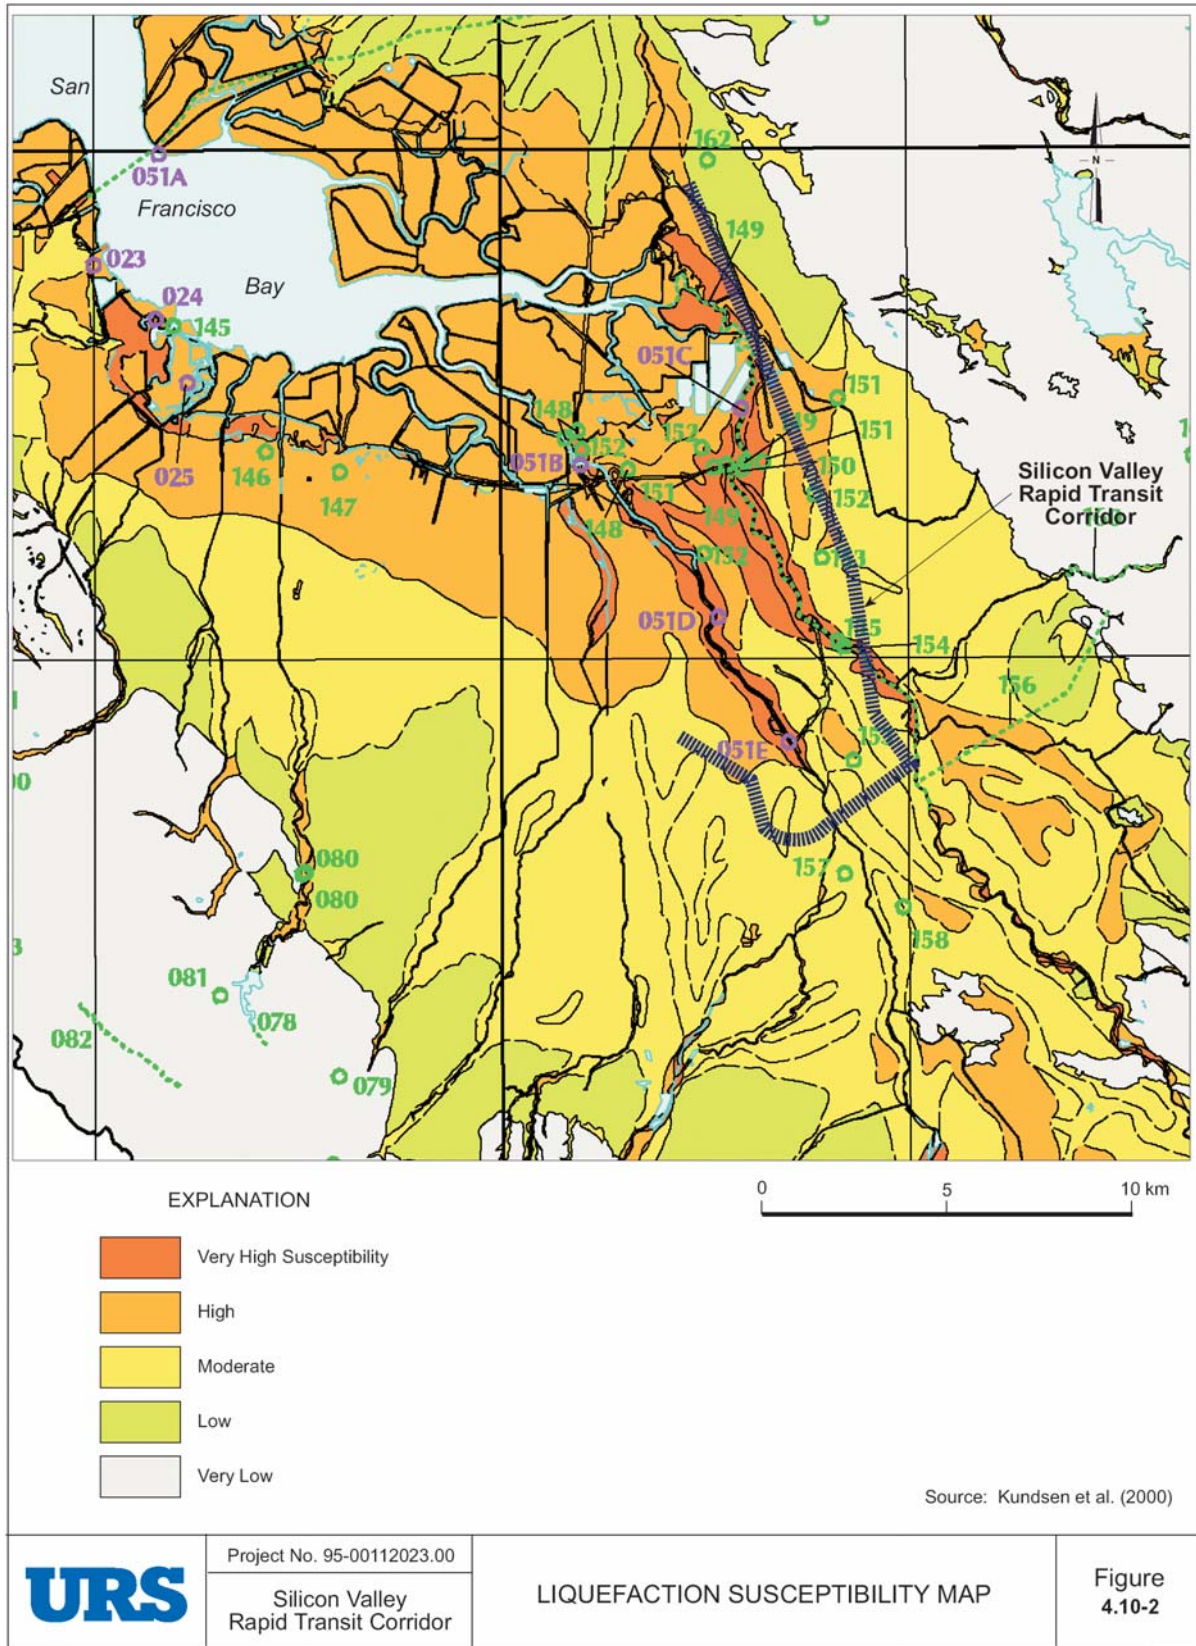 San
162
051A
Francisco
149
023
Bay
024
145
051C
151
148
152
152
149
151
051B
150
025
146
151
152
Silicon Valley
Rapid Transit
Corridor
147
149
148
152
051D
154
156
051E
157
080
080
158
081
078
082
079
EXPLANATION
0 5 10 km
Very High Susceptibility
High
Moderate
Low
Very Low
Source: Kundsen et al. (2000)
URS
Project No. 95-00112023.00
Silicon Valley
Rapid Transit Corridor
LIQUEFACTION SUSCEPTIBILITY MAP
Figure
4.10-2
N